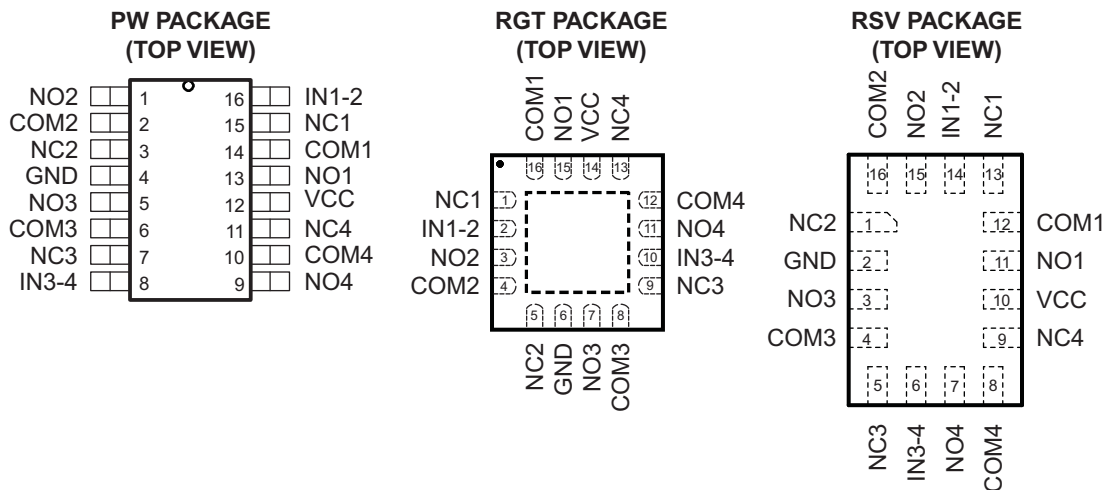 PW PACKAGE
(TOP VIEW)
NO2 1 16 IN1-2
COM2 2 15 NC1
NC2 3 14 COM1
GND 4 13 NO1
NO3 5 12 VCC
COM3 6 11 NC4
NC3 7 10 COM4
IN3-4 8 9 NO4
RGT PACKAGE
(TOP VIEW)
COM1 NO1 VCC NC4
16 15 14 13
NC1 1 12 COM4
IN1-2 2 11 NO4
NO2 3 10 IN3-4
COM2 4 9 NC3
5 6 7 8
NC2 GND NO3 COM3
RSV PACKAGE
(TOP VIEW)
COM2 NO2 IN1-2 NC1
16 15 14 13
NC2 1 12 COM1
GND 2 11 NO1
NO3 3 10 VCC
COM3 4 9 NC4
5 6 7 8
NC3 IN3-4 NO4 COM4